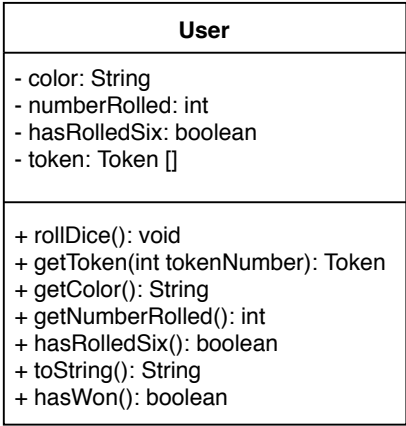 User
- color: String
- numberRolled: int
- hasRolledSix: boolean
- token: Token []
+ rollDice(): void
+ getToken(int tokenNumber): Token
+ getColor(): String
+ getNumberRolled(): int
+ hasRolledSix(): boolean
+ toString(): String
+ hasWon(): boolean